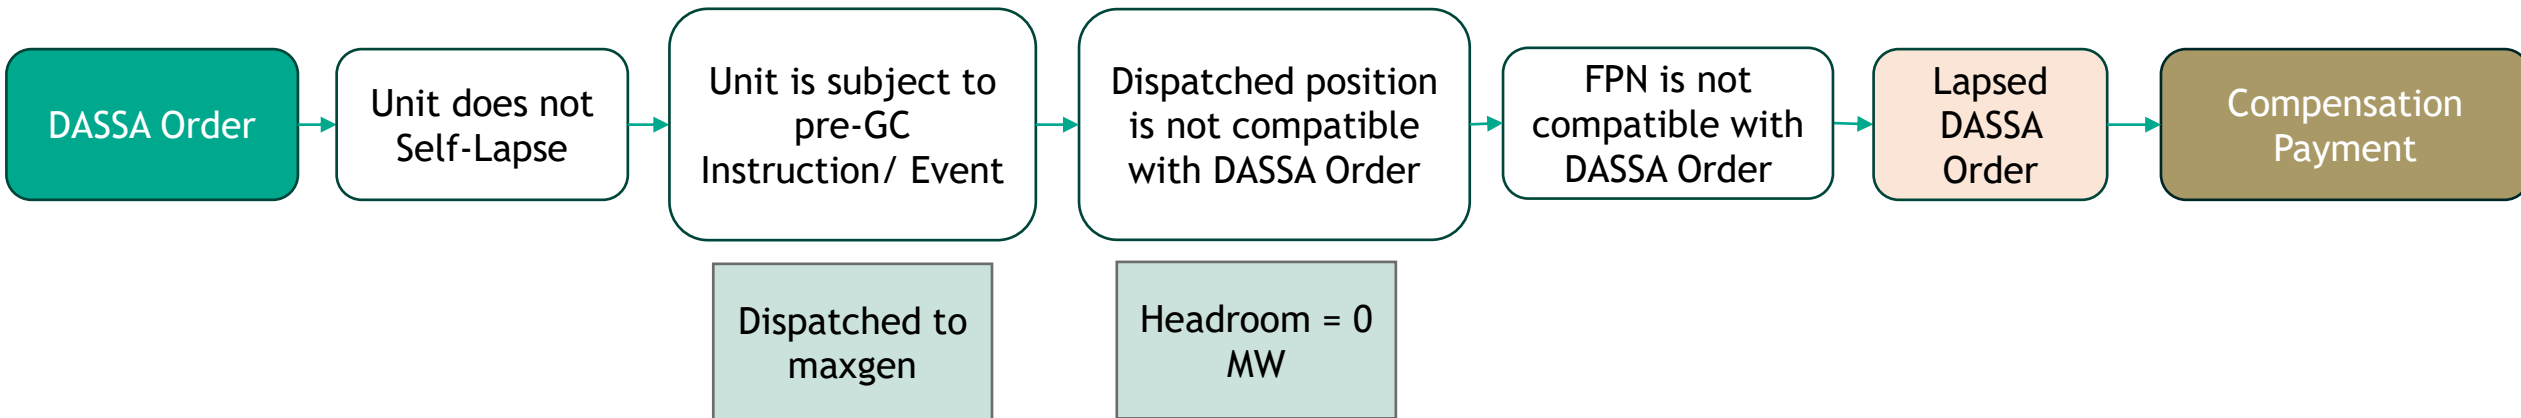 DASSA Order
Unit does not
Self-Lapse
Unit is subject to
pre-GC
Instruction/ Event
Dispatched position
is not compatible
with DASSA Order
FPN is not
compatible with
DASSA Order
Lapsed
DASSA
Order
Compensation
Payment
Dispatched to
maxgen
Headroom = 0
MW